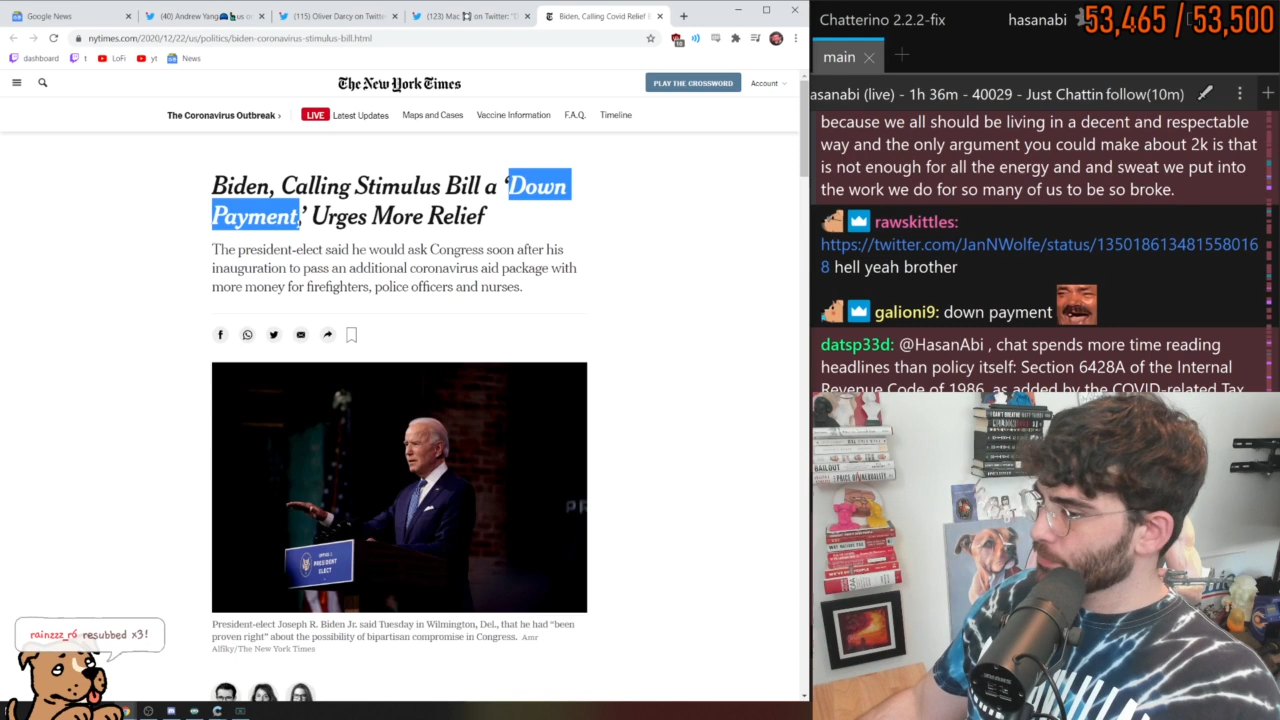 Google News
(40) Andrew Yang
us o
(115) Oliver Darcy on Twitt
(123) Mac
on Twitter: "
Biden, Calling Covid Relief
nytimes.com/2020/12/22/us/politics/biden-coronavirus-stimulus-bill.html
dashboard
t
LoFi
yt
News
The New York Times
PLAY THE CROSSWORD
Account
The Coronavirus Outbreak ›
LIVE Latest Updates
Maps and Cases
Vaccine Information
F.A.Q.
Timeline
Biden, Calling Stimulus Bill a ‘Down
Payment,’ Urges More Relief
The president-elect said he would ask Congress soon after his
inauguration to pass an additional coronavirus aid package with
more money for firefighters, police officers and nurses.
OFFICE
PRESIDENT
ELECT
President-elect Joseph R. Biden Jr. said Tuesday in Wilmington, Del., that he had “been
proven right” about the possibility of bipartisan compromise in Congress. Amr
Alfiky/The New York Times
rainzzz_r6 resubbed x3!
Chatterino 2.2.2-fix
hasanabi
53,465 / 53,500
main
asanabi (live) - 1h 36m - 40029 - Just Chattin follow(10m)
because we all should be living in a decent and respectable
way and the only argument you could make about 2k is that
is not enough for all the energy and and sweat we put into
the work we do for so many of us to be so broke.
rawskittles:
https://twitter.com/JanNWolfe/status/135018613481558016
8 hell yeah brother
galioni9: down payment
datsp33d: @HasanAbi , chat spends more time reading
headlines than policy itself: Section 6428A of the Internal
Revenue Code of 1986, as added by the COVID-related Tax
BAILOUT